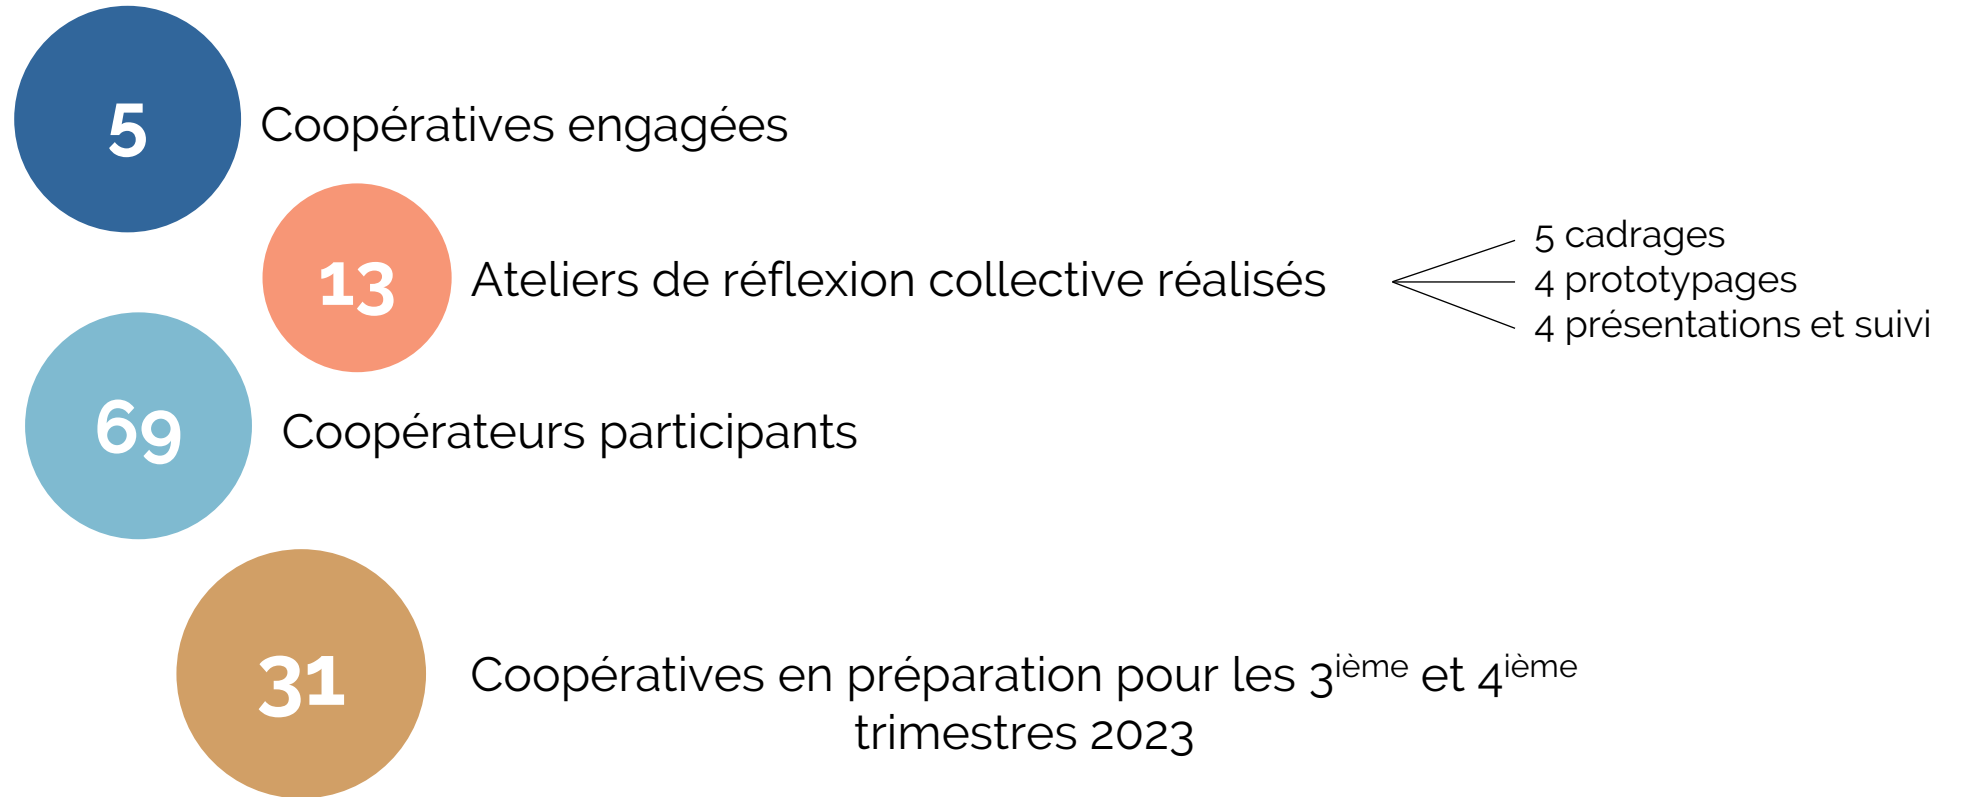 5
Coopératives engagées
13
Ateliers de réflexion collective réalisés
5 cadrages
4 prototypages
4 présentations et suivi
69
Coopérateurs participants
31
Coopératives en préparation pour les 3ième et 4ième
trimestres 2023